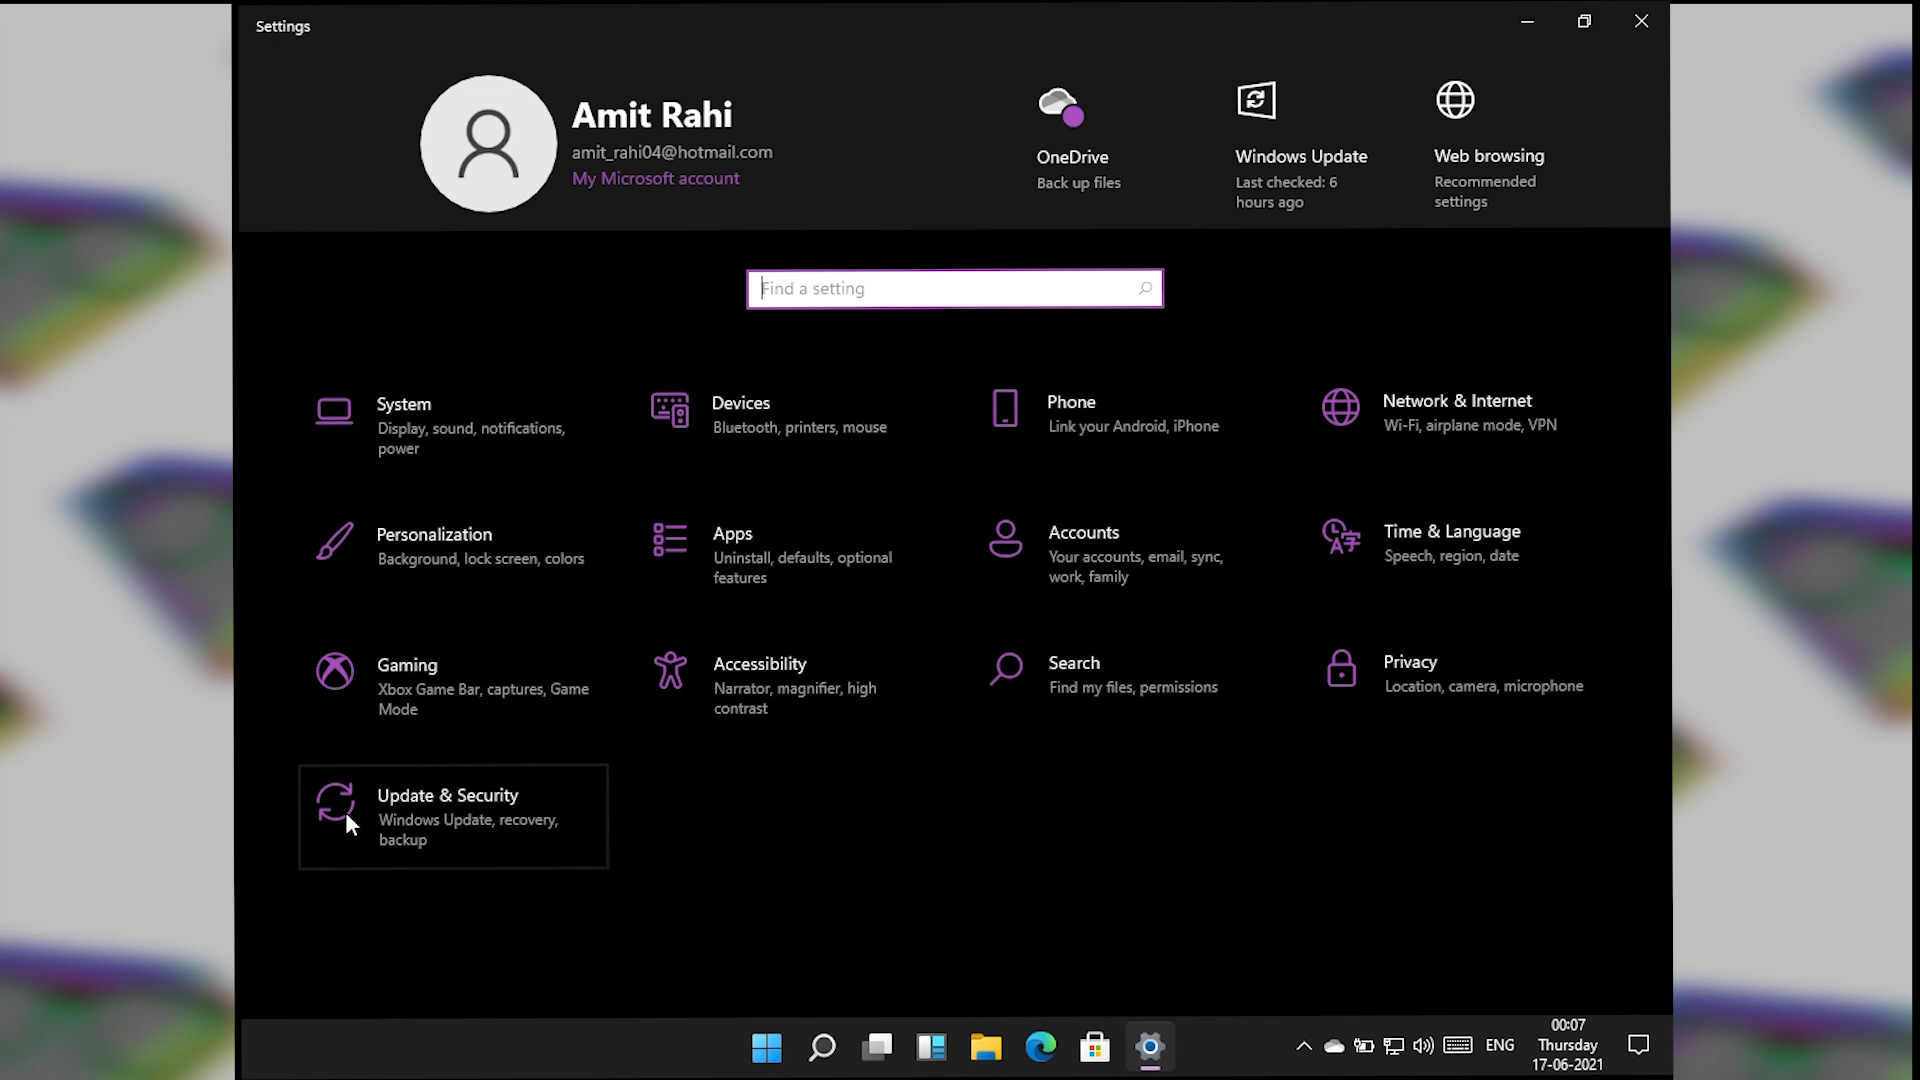 Settings
Amit Rahi
amit_rahi04@hotmail.com
My Microsoft account
OneDrive
Back up files
Windows Update
Last checked: 6
hours ago
Web browsing
Recommended
settings
Find a setting
System
Display, sound, notifications,
power
Devices
Bluetooth, printers, mouse
Phone
Link your Android, iPhone
Network & Internet
Wi-Fi, airplane mode, VPN
Personalization
Background, lock screen, colors
Apps
Uninstall, defaults, optional
features
Accounts
Your accounts, email, sync,
work, family
Time & Language
Speech, region, date
Gaming
Xbox Game Bar, captures, Game
Mode
Accessibility
Narrator, magnifier, high
contrast
Search
Find my files, permissions
Privacy
Location, camera, microphone
Update & Security
Windows Update, recovery,
backup
ENG
00:07
Thursday
17-06-2021